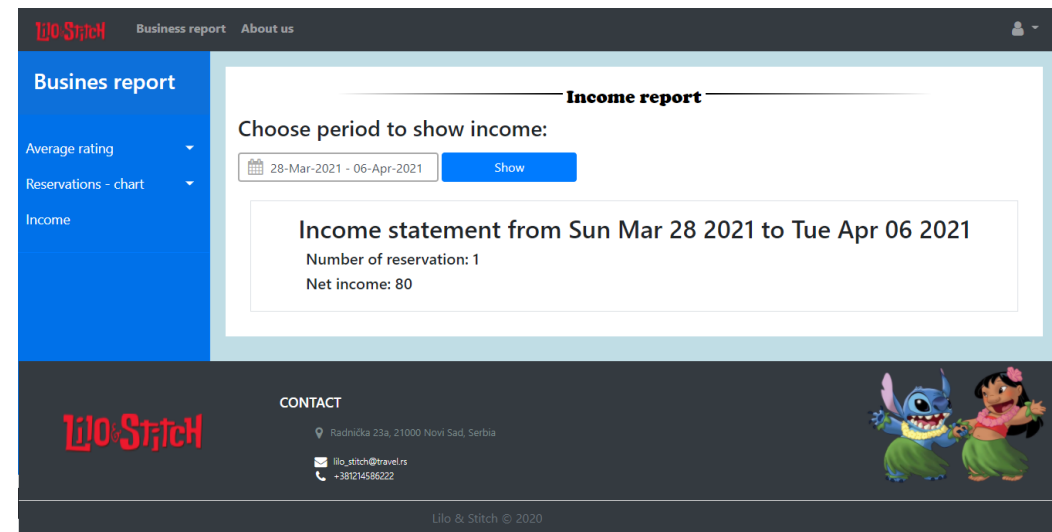 Lilo & Stitch Business report About us
Busines report
Average rating
Reservations - chart
Income
Income report
Choose period to show income:
28-Mar-2021 - 06-Apr-2021 Show
Income statement from Sun Mar 28 2021 to Tue Apr 06 2021
Number of reservation: 1
Net income: 80
Lilo & Stitch
CONTACT
Radnička 23a, 21000 Novi Sad, Serbia
lilo_stitch@travel.rs
+381214586222
Lilo & Stitch © 2020